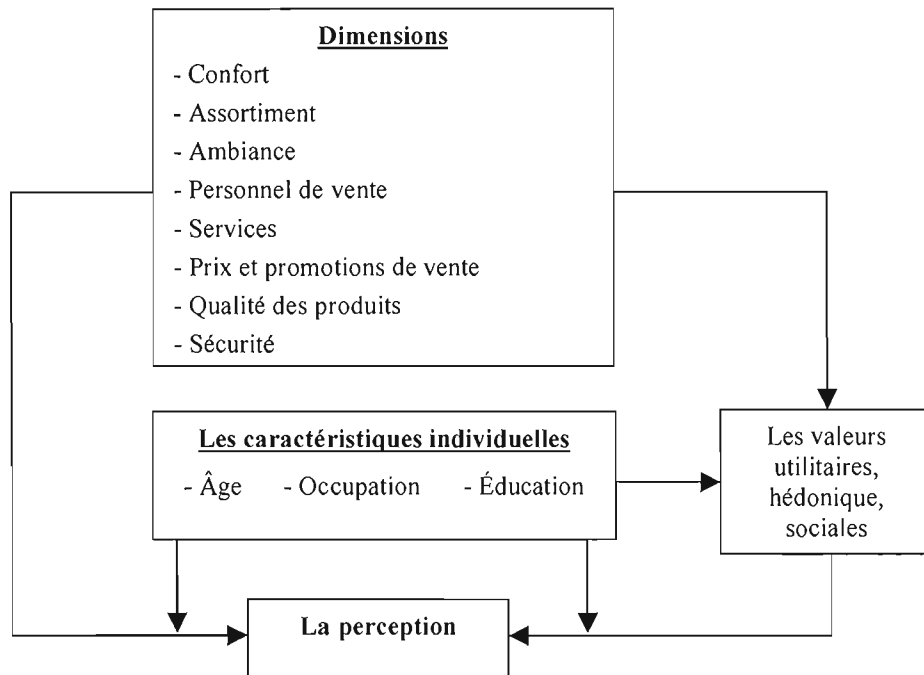 Dimensions
- Confort
- Assortiment
- Ambiance
- Personnel de vente
- Services
- Prix et promotions de vente
- Qualité des produits
- Sécurité
Les caractéristiques individuelles
- Âge - Occupation - Éducation
Les valeurs
utilitaires,
hédonique,
sociales
La perception